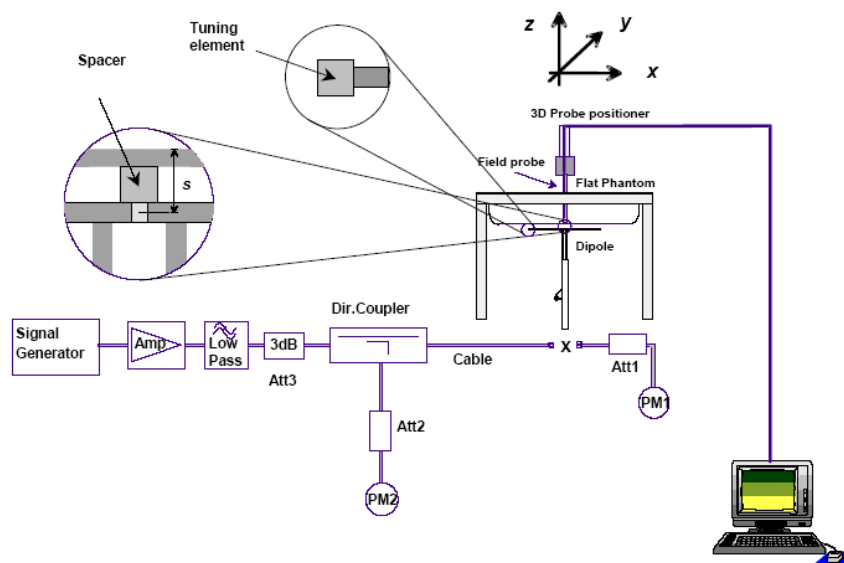 Tuning
element
Spacer
z
y
x
3D Probe positioner
s
Field probe
Flat Phantom
Dipole
Dir.Coupler
Signal
Generator
Amp
Low
Pass
3dB
Att3
Cable
X
Att1
PM1
Att2
PM2